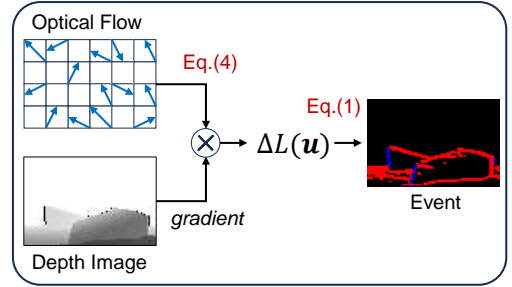 Optical Flow
Eq.(4)
Eq.(1)
ΔL(u)
gradient
Event
Depth Image